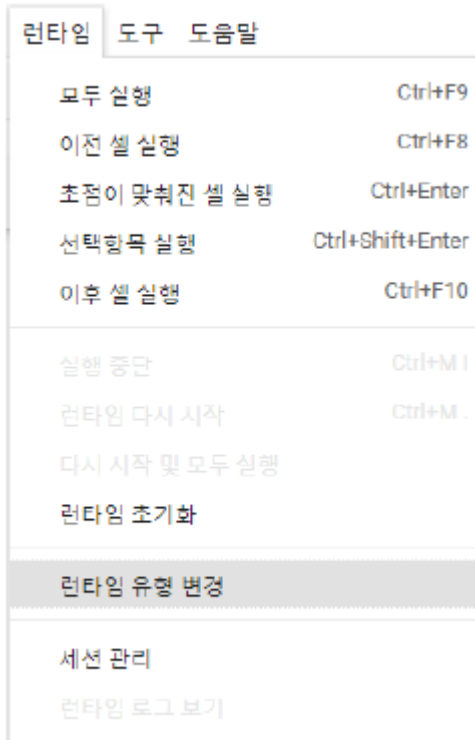 런타임 도구 도움말
모두 실행 Ctrl+F9
이전 셀 실행 Ctrl+F8
초점이 맞춰진 셀 실행 Ctrl+Enter
선택항목 실행 Ctrl+Shift+Enter
이후 셀 실행 Ctrl+F10
실행 중단 Ctrl+M I
런타임 다시 시작 Ctrl+M .
다시 시작 및 모두 실행
런타임 초기화
런타임 유형 변경
세션 관리
런타임 로그 보기